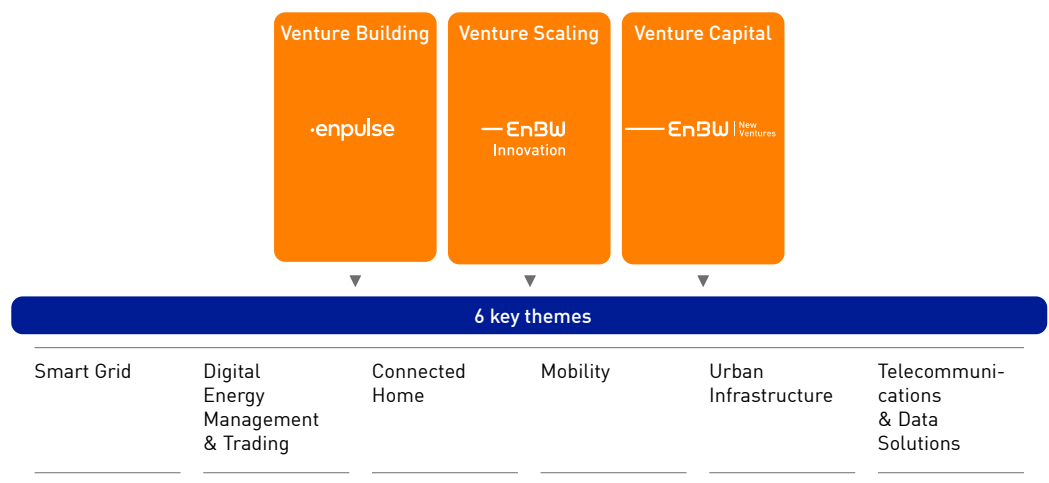 Venture Building
Venture Scaling
Venture Capital
·enpulse
EnBW
Innovation
EnBW
New
Ventures
6 key themes
Smart Grid
Digital
Energy
Management
& Trading
Connected
Home
Mobility
Urban
Infrastructure
Telecommuni-
cations
& Data
Solutions